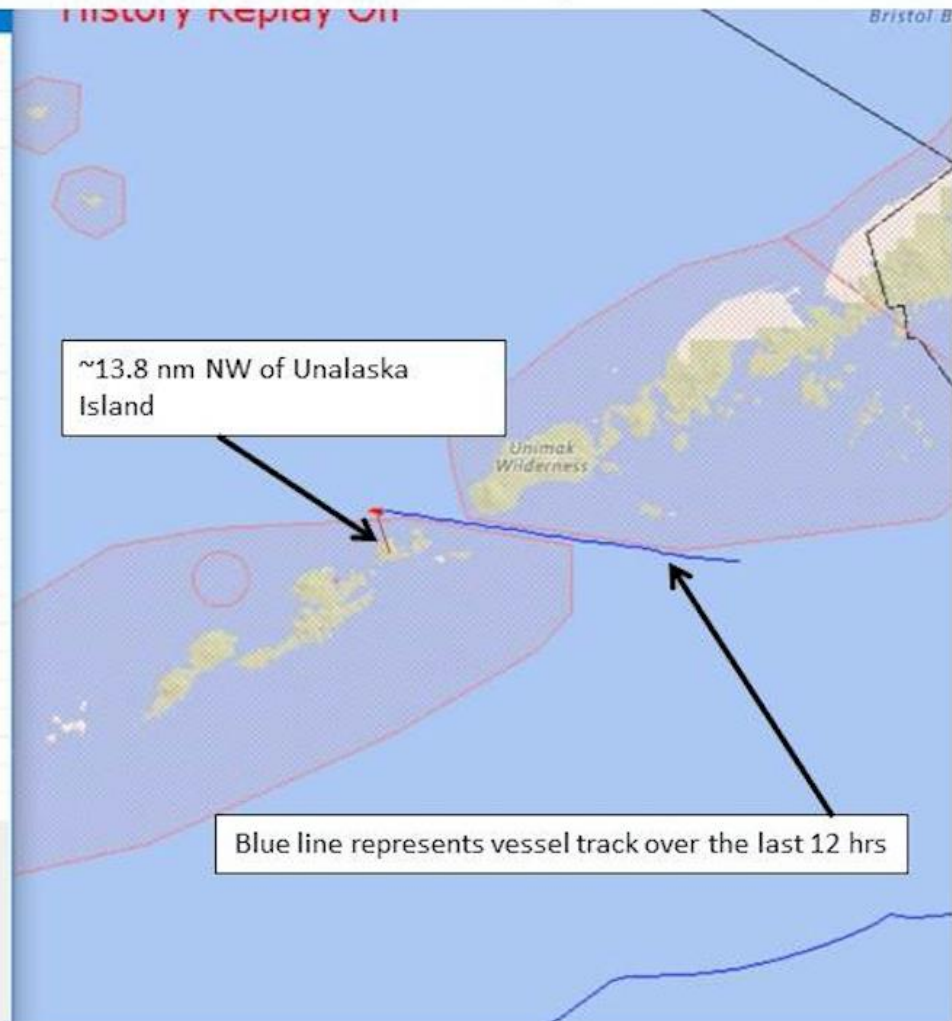 History Replay On
Bristol B
~13.8 nm NW of Unalaska
Island
Unimak
Wilderness
Blue line represents vessel track over the last 12 hrs